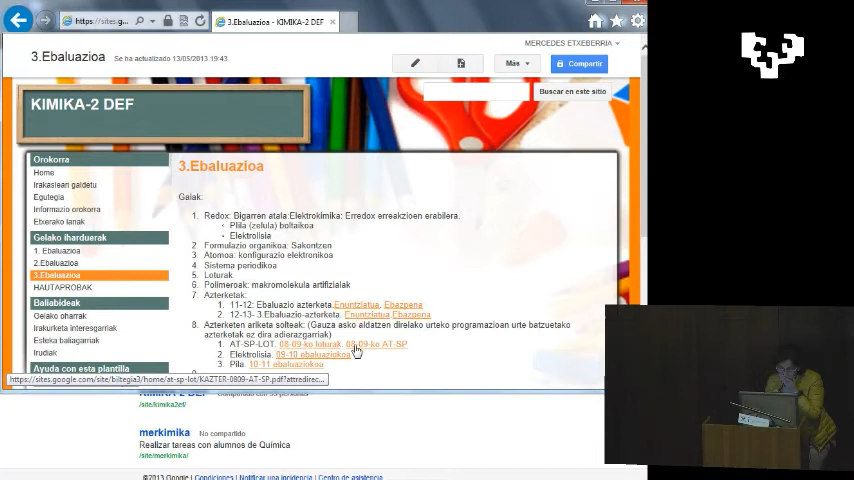 https://sites.g...
3.Ebaluazioa - KIMIKA-2 DEF
MERCEDES ETXEBERRIA
3.Ebaluazioa
Se ha actualizado 13/05/2013 19:43
Más
Compartir
Buscar en este sitio
KIMIKA-2 DEF
Orokorra
Home
Irakaslean galdetu
Egutegia
Informazio orokorra
Etxerako lanak
Gelako iharduerak
1. Ebaluazioa
2.Ebaluazioa
3.Ebaluazioa
HAUTAPROBAK
Baliabideak
Gelako oharrak
Irakurketa interesgarriak
Esteka baliagarriak
Irudiak
Ayuda con esta plantilla
3.Ebaluazioa
Gaiak:
1. Redox: Bigarren atala:Elektrokimika: Erredox erreakzioen erabilera.
Plila (zelula) boltaikoa
Elektrolisia
2. Formulazio organikoa: Sakontzen
3. Atomoa: konfigurazio elektronikoa
4. Sistema periodikoa
5. Loturak
6. Polimeroak: makromolekula artifizialak
7. Azterketak:
1. 11-12: Ebaluazio azterketa.Enuntziatua, Ebazpena
2. 12-13- 3.Ebaluazio-azterketa. Enuntziatua,Ebazpena
8. Azterketen ariketa solteak: (Gauza asko aldatzen direlako urteko programazioan urte batzuetako
azterketak ez dira adierazgarriak)
1. AT-SP-LOT. 08-09-ko loturak. 08-09-ko AT-SP
2. Elektrolisia. 09-10 ebaluaziokoa
3. Pila. 10-11 ebaluaziokoa
https://sites.google.com/site/biltegia3/home/at-sp-lot/KAZTER-0809-AT-SP.pdf?attredirec...
KIMIKA-2 DEF
/site/kimika2ef/
merkimika No compartido
Realizar tareas con alumnos de Química
/site/merkimika/
©2013 Google | Condiciones | Notificar una incidencia | Centro de asistencia